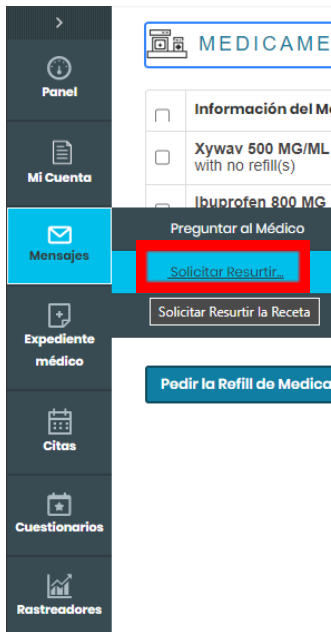 MEDICAME
Panel
Información del M
Xywav 500 MG/ML
with no refill(s)
Mi Cuenta
Ibuprofen 800 MG
Mensajes
Preguntar al Médico
Solicitar Resurtir...
Solicitar Resurtir la Receta
Expediente
médico
Pedir la Refill de Medica
Citas
Cuestionarios
Rastreadores